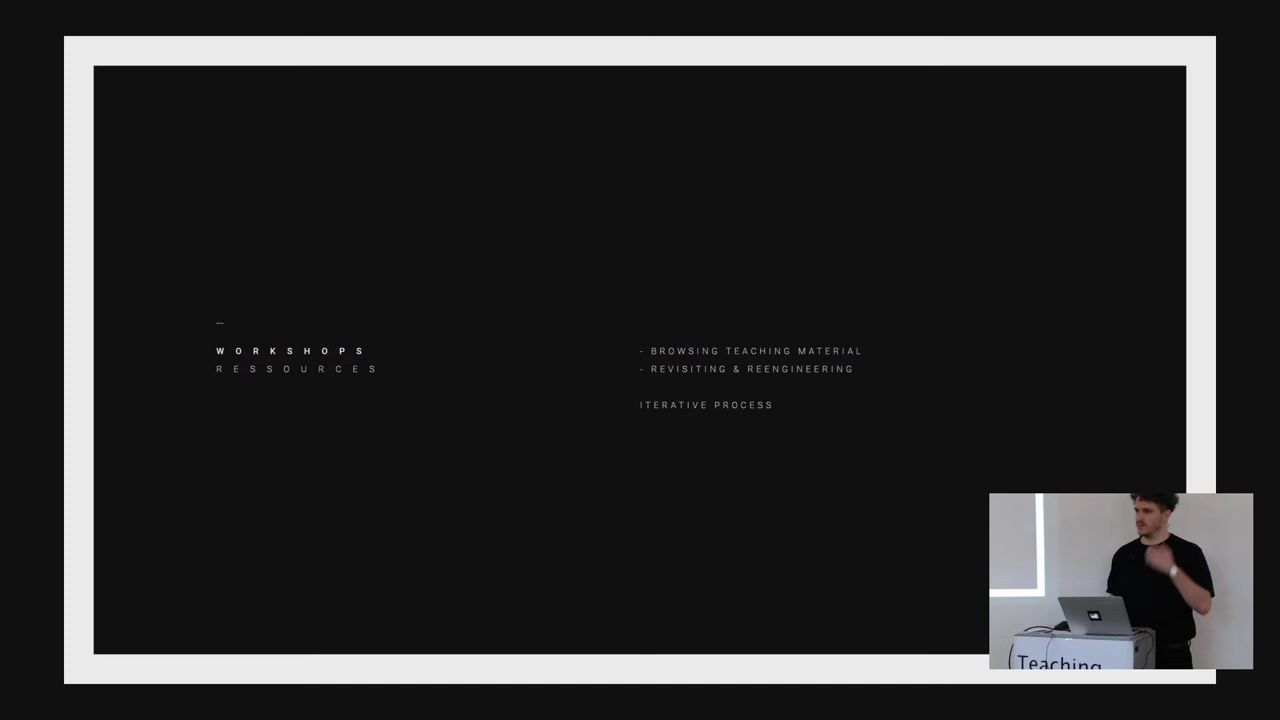 —
WORKSHOPS
RESSOURCES
- BROWSING TEACHING MATERIAL
- REVISITING & REENGINEERING
ITERATIVE PROCESS
Teaching